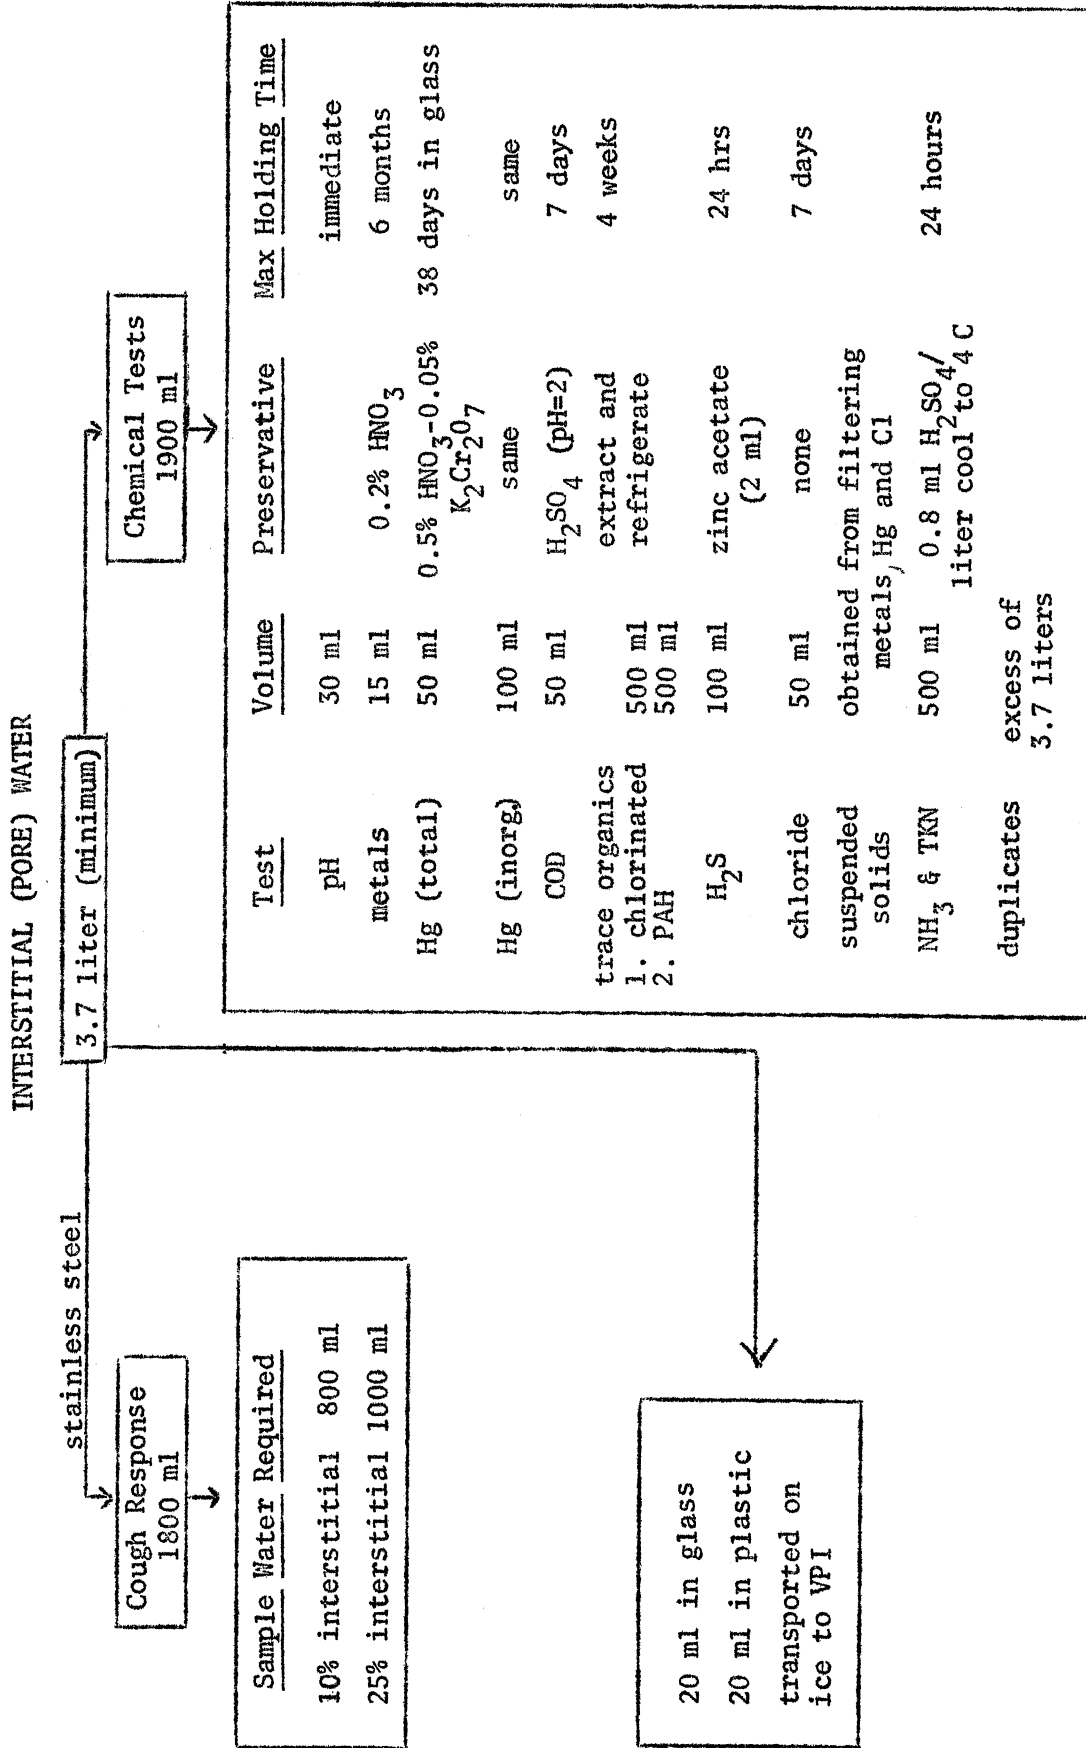 INTERSTITIAL (PORE) WATER
3.7 liter (minimum)
stainless steel
Cough Response
1800 ml
Sample Water Required
10% interstitial 800 ml
25% interstitial 1000 ml
20 ml in glass
20 ml in plastic
transported on
ice to VPI
Chemical Tests
1900 ml
Test Volume Preservative Max Holding Time
pH 30 ml immediate
metals 15 ml 0.2% HNO3 6 months
Hg (total) 50 ml 0.5% HNO3-0.05% 38 days in glass
K2Cr2O7
Hg (inorg) 100 ml same same
COD 50 ml H2SO4 (pH=2) 7 days
trace organics extract and 4 weeks
1. chlorinated 500 ml refrigerate
2. PAH 500 ml
H2S 100 ml zinc acetate 24 hrs
(2 ml)
chloride 50 ml none 7 days
suspended obtained from filtering
solids metals, Hg and Cl
NH3 & TKN 500 ml 0.8 ml H2SO4/ 24 hours
liter cool to 4 C
duplicates excess of
3.7 liters